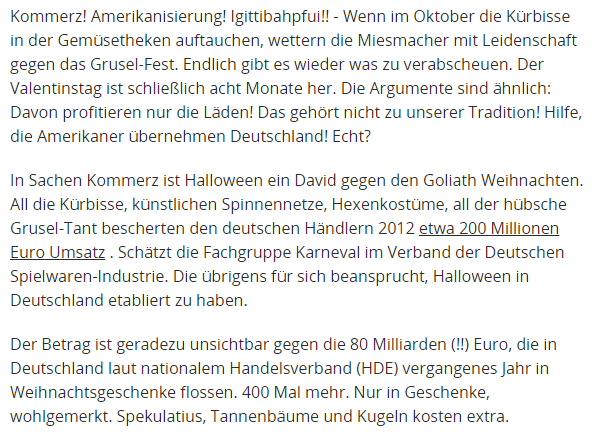 Kommerz! Amerikanisierung! Igittibahpfui!! - Wenn im Oktober die Kürbisse
in der Gemüsetheken auftauchen, wettern die Miesmacher mit Leidenschaft
gegen das Grusel-Fest. Endlich gibt es wieder was zu verabscheuen. Der
Valentinstag ist schließlich acht Monate her. Die Argumente sind ähnlich:
Davon profitieren nur die Läden! Das gehört nicht zu unserer Tradition! Hilfe,
die Amerikaner übernehmen Deutschland! Echt?
In Sachen Kommerz ist Halloween ein David gegen den Goliath Weihnachten.
All die Kürbisse, künstlichen Spinnennetze, Hexenkostüme, all der hübsche
Grusel-Tant bescherten den deutschen Händlern 2012 etwa 200 Millionen
Euro Umsatz . Schätzt die Fachgruppe Karneval im Verband der Deutschen
Spielwaren-Industrie. Die übrigens für sich beansprucht, Halloween in
Deutschland etabliert zu haben.
Der Betrag ist geradezu unsichtbar gegen die 80 Milliarden (!!) Euro, die in
Deutschland laut nationalem Handelsverband (HDE) vergangenes Jahr in
Weihnachtsgeschenke flossen. 400 Mal mehr. Nur in Geschenke,
wohlgemerkt. Spekulatius, Tannenbäume und Kugeln kosten extra.